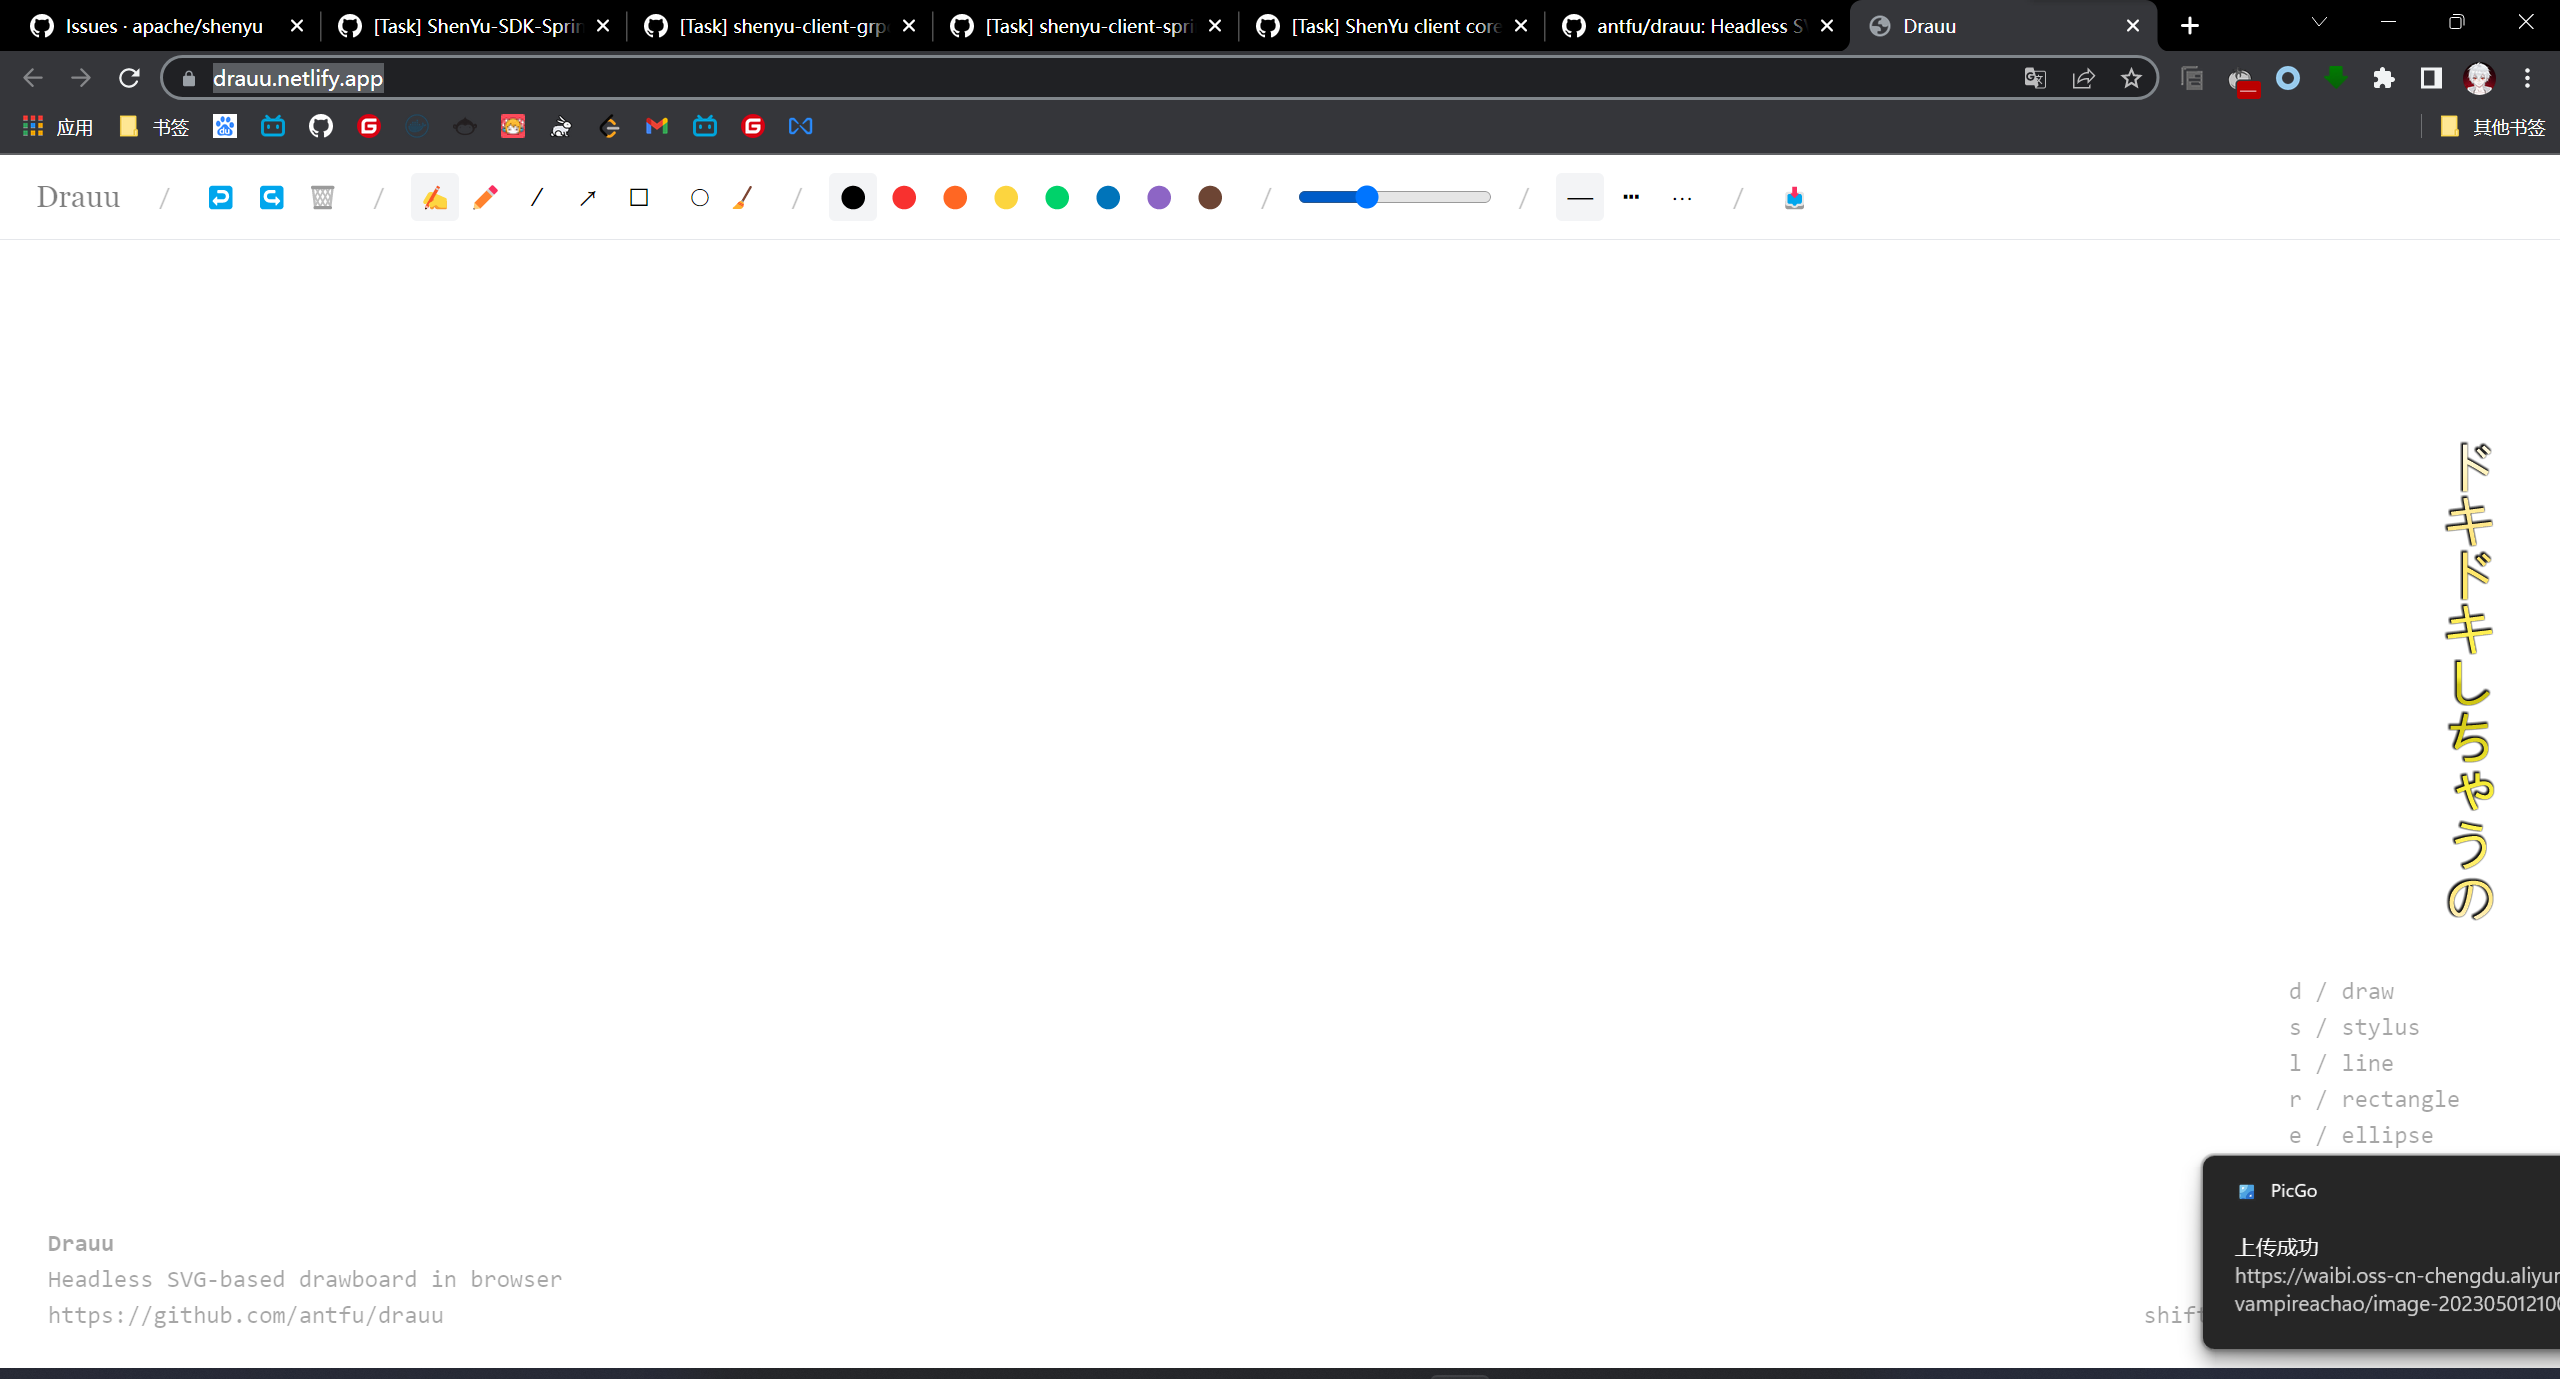 Issues · apache/shenyu
[Task] ShenYu-SDK-Sprin
[Task] shenyu-client-grp
[Task] shenyu-client-spri
[Task] ShenYu client core
antfu/drauu: Headless S
Drauu
drauu.netlify.app
应用
书签
其他书签
Drauu / / / / / /
ドキドキしちゃうの
d / draw
s / stylus
l / line
r / rectangle
e / ellipse
PicGo
上传成功
https://waibi.oss-cn-chengdu.aliyun
vampireachao/image-20230501210
Drauu
Headless SVG-based drawboard in browser
https://github.com/antfu/drauu
shift